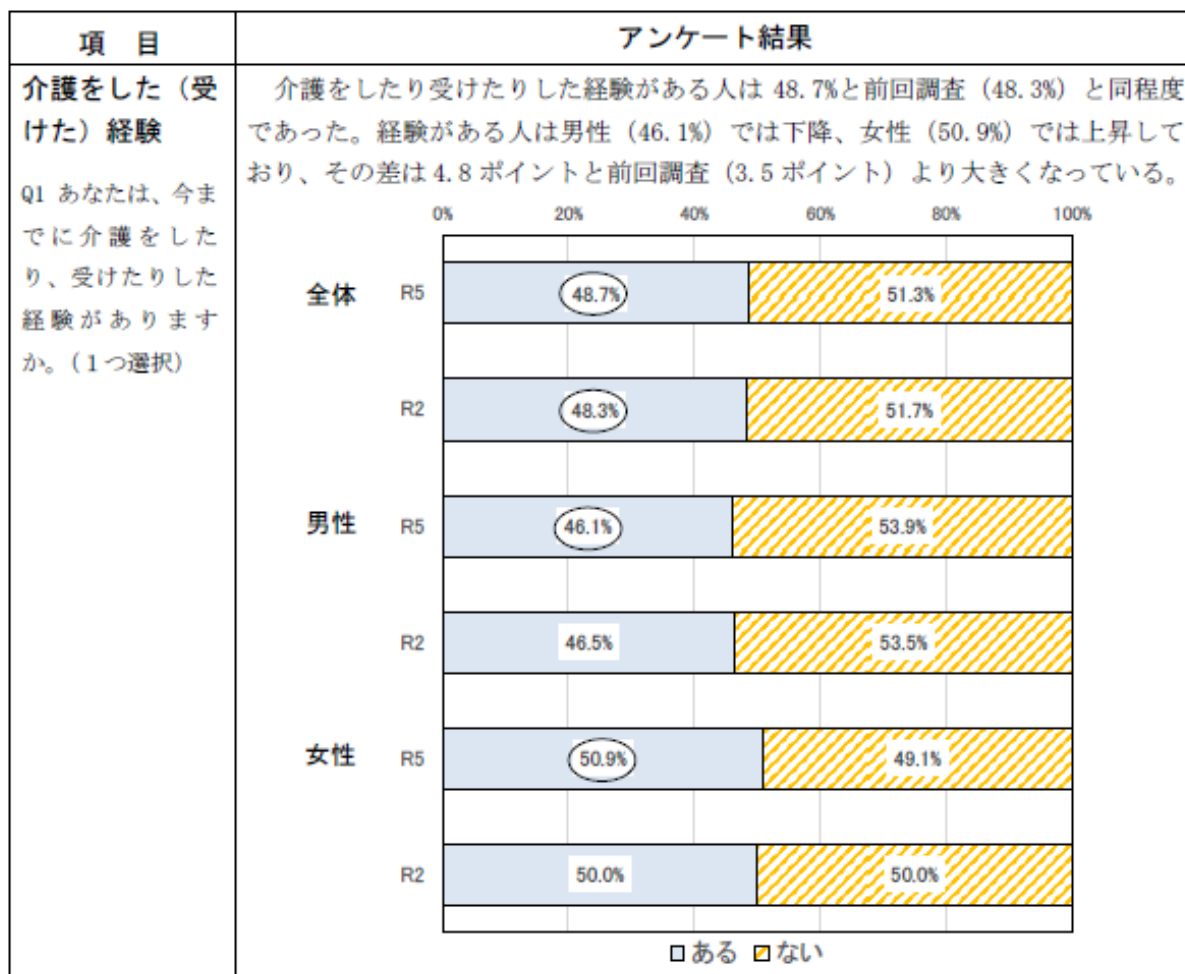 項 目
アンケート結果
介護をした（受
けた）経験
Q1 あなたは、今ま
でに介護をした
り、受けたりした
経験があります
か。(１つ選択)
介護をしたり受けたりした経験がある人は 48.7%と前回調査（48.3%）と同程度
であった。経験がある人は男性（46.1%）では下降、女性（50.9%）では上昇して
おり、その差は 4.8 ポイントと前回調査（3.5 ポイント）より大きくなっている。
0% 20% 40% 60% 80% 100%
全体 R5 48.7% 51.3%
R2 48.3% 51.7%
男性 R5 46.1% 53.9%
R2 46.5% 53.5%
女性 R5 50.9% 49.1%
R2 50.0% 50.0%
ある ない